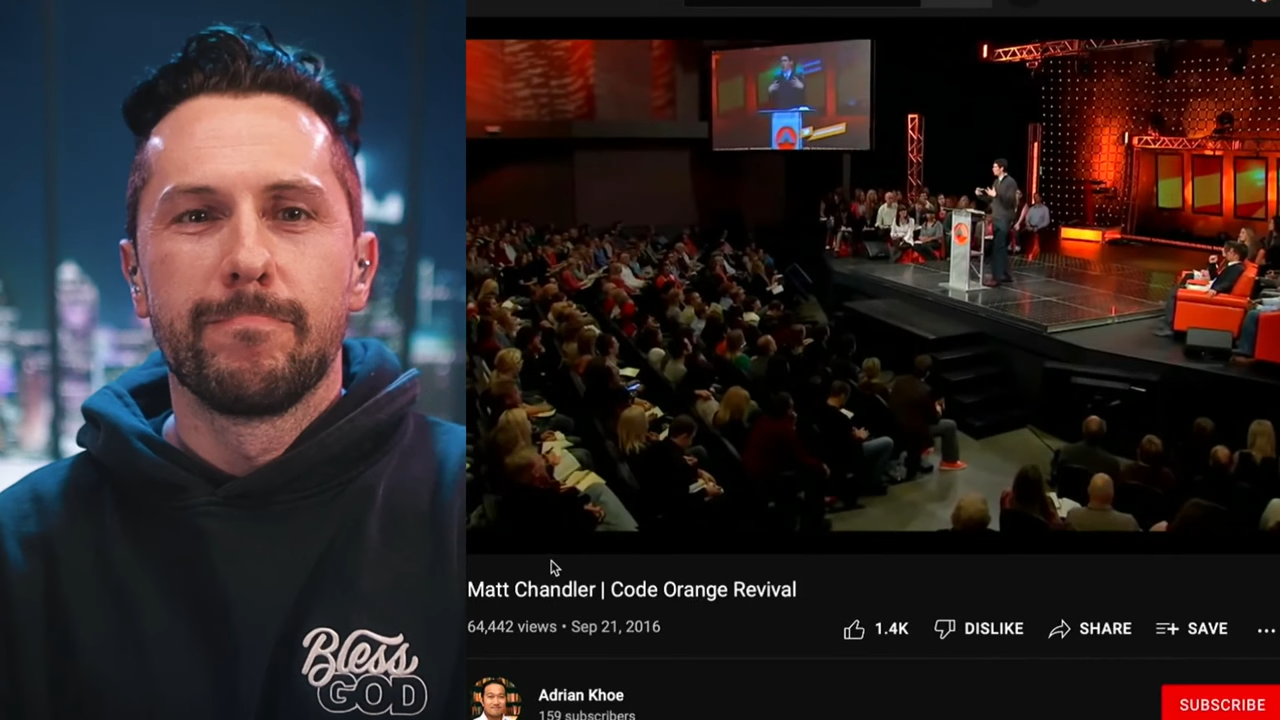 Bless
GOD
Matt Chandler | Code Orange Revival
64,442 views • Sep 21, 2016
1.4K
DISLIKE
SHARE
SAVE
Adrian Khoe
159 subscribers
SUBSCRIBE